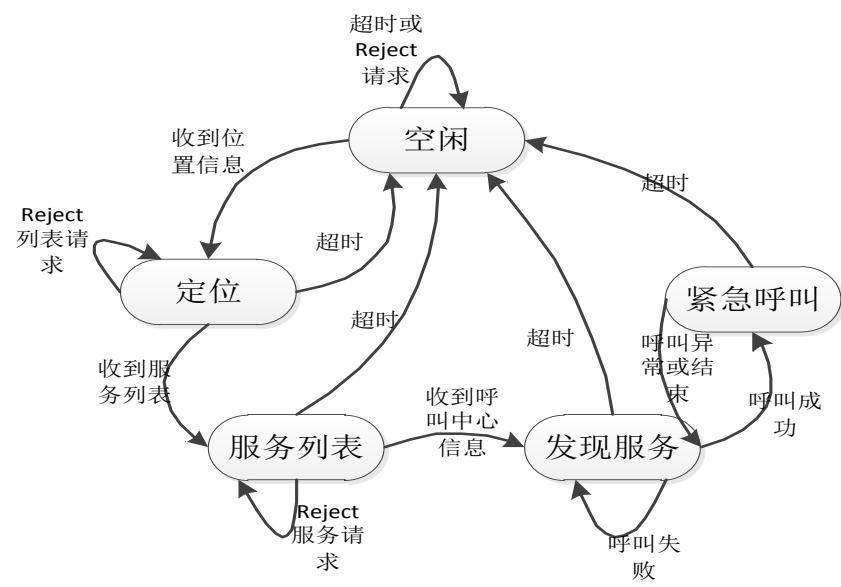 超时或
Reject
请求
空闲
收到位
置信息
超时
Reject
列表请
求
超时
定位
紧急呼叫
超时
超时
呼叫异
常或结
束
收到服
务列表
收到呼
叫中心
信息
呼叫成
功
服务列表
发现服务
Reject
服务请
求
呼叫失
败